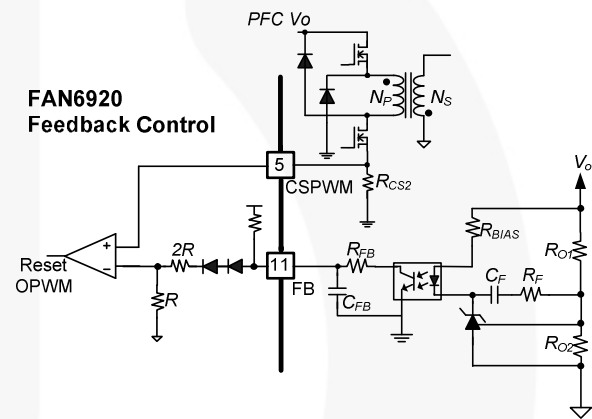 PFC Vo
FAN6920
Feedback Control
NP
NS
5
CSPWM
RCS2
Vo
2R
11
FB
RFB
RBIAS
RO1
+
−
Reset
OPWM
R
CFB
CF
RF
RO2